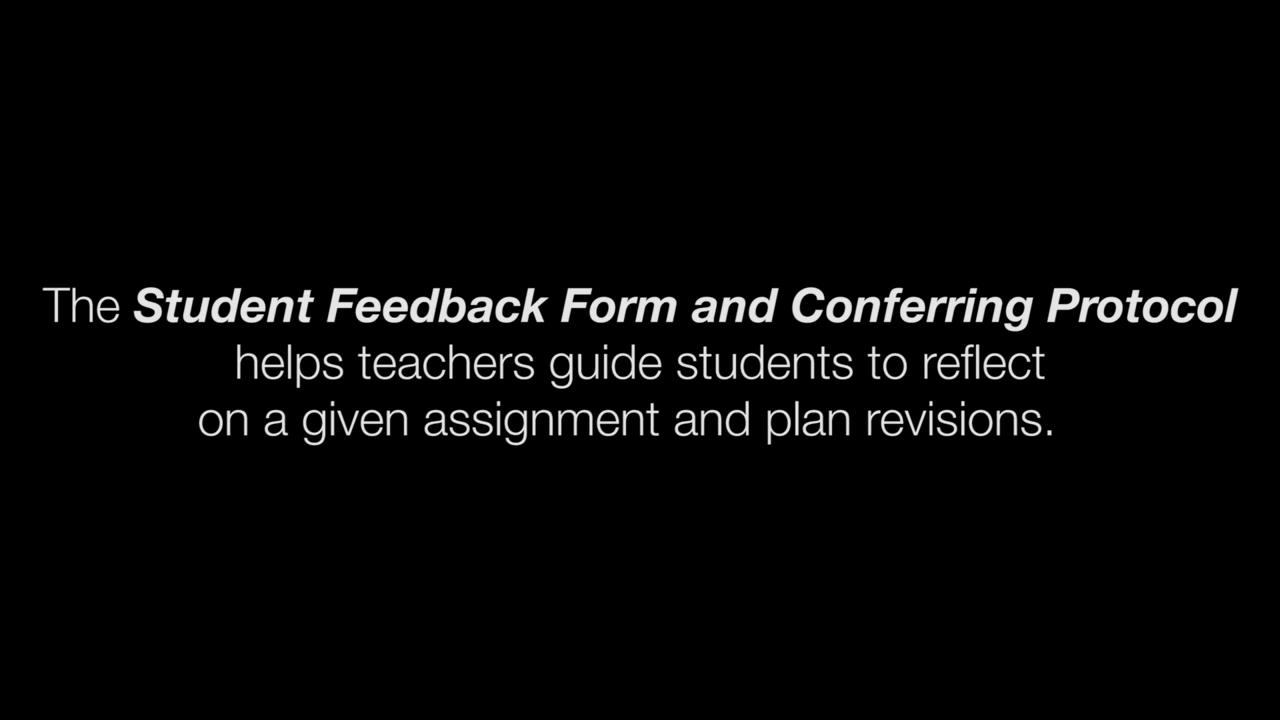 The Student Feedback Form and Conferring Protocol
helps teachers guide students to reflect
on a given assignment and plan revisions.